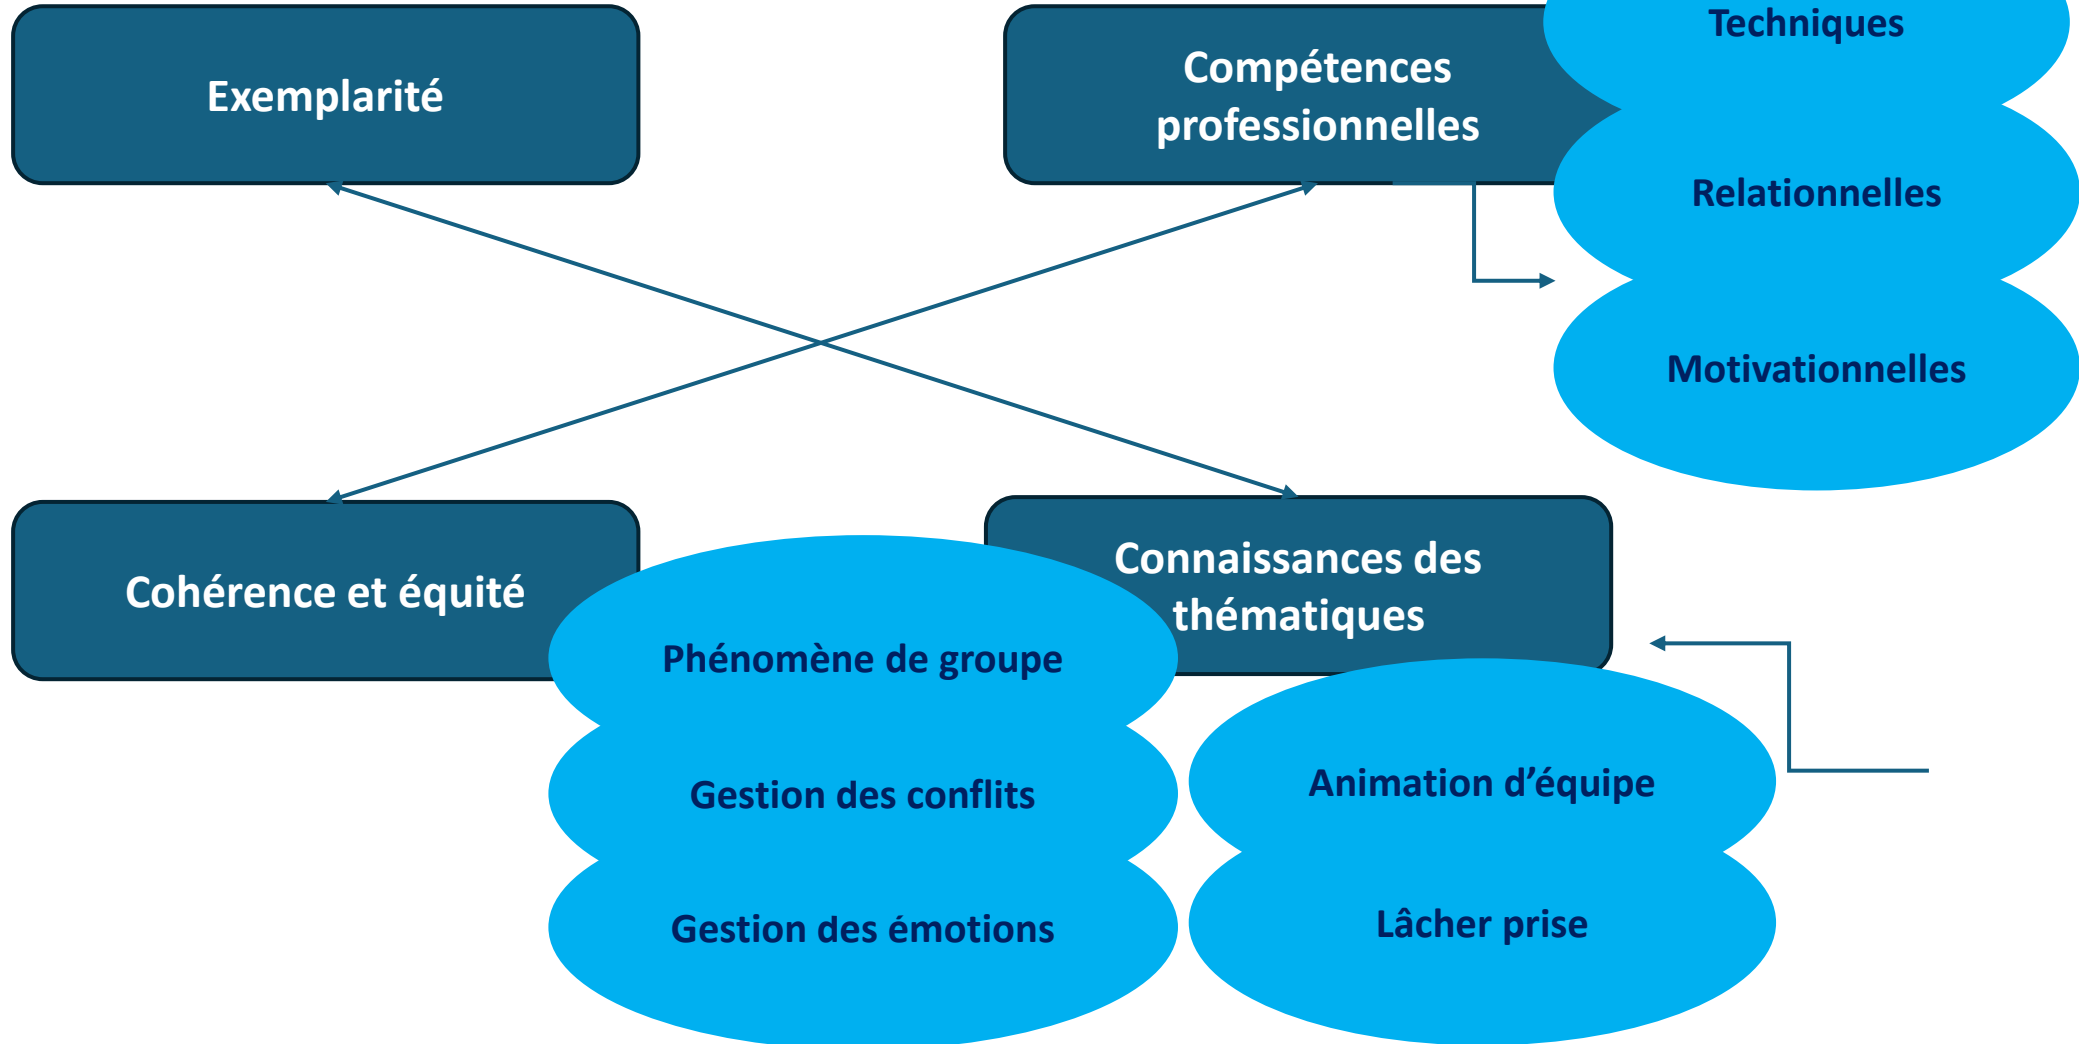 Exemplarité
Compétences
professionnelles
Techniques
Relationnelles
Motivationnelles
Cohérence et équité
Connaissances des
thématiques
Phénomène de groupe
Gestion des conflits
Gestion des émotions
Animation d’équipe
Lâcher prise